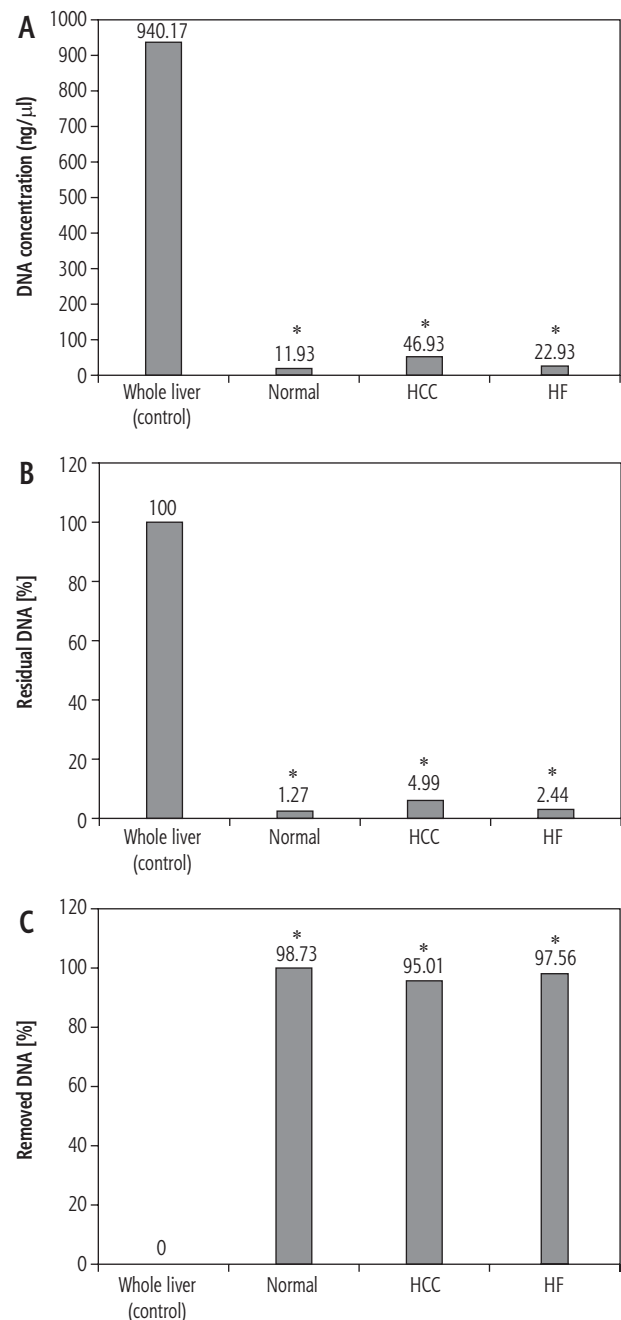 A
DNA concentration (ng/µl)
1000
900
800
700
600
500
400
300
200
100
0
940.17
*
11.93
*
46.93
*
22.93
Whole liver
(control)
Normal
HCC
HF
B
Residual DNA [%]
120
100
80
60
40
20
0
100
*
1.27
*
4.99
*
2.44
Whole liver
(control)
Normal
HCC
HF
C
Removed DNA [%]
120
100
80
60
40
20
0
0
*
98.73
*
95.01
*
97.56
Whole liver
(control)
Normal
HCC
HF